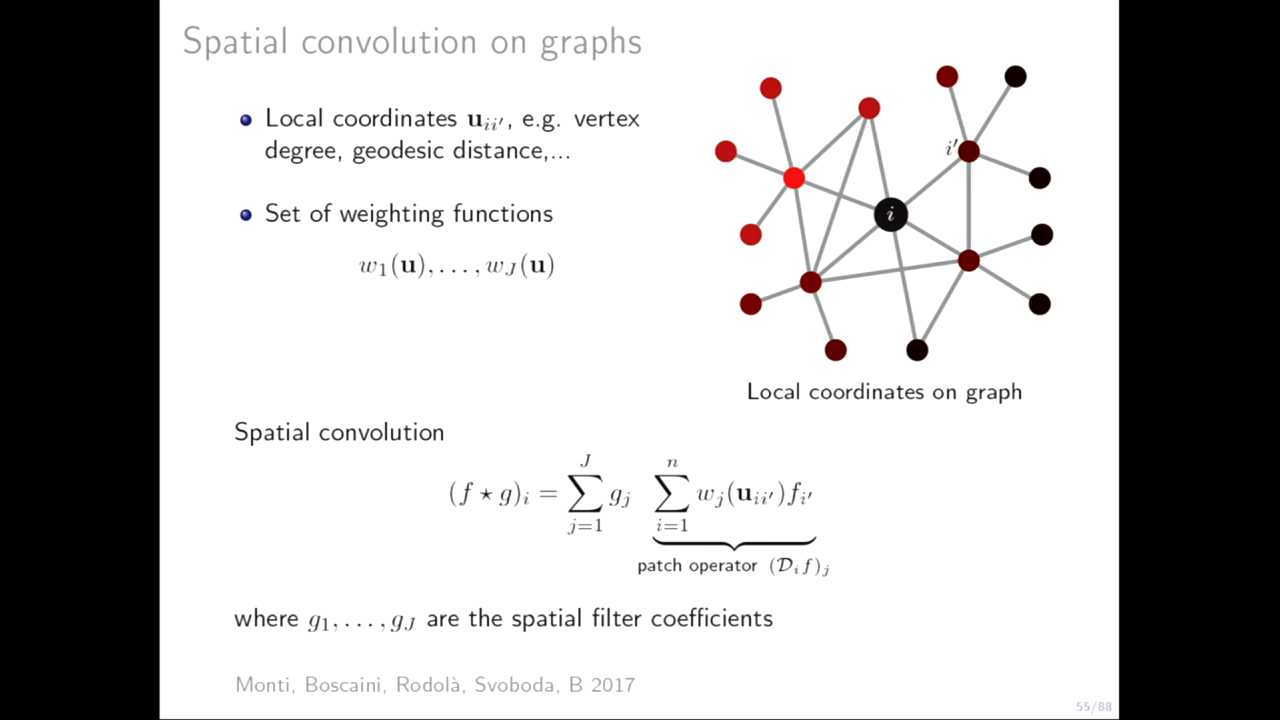 Spatial convolution on graphs
Local coordinates u_{ii′}, e.g. vertex
degree, geodesic distance,...
Set of weighting functions
w_1(u), . . . , w_J(u)
i′
i
Local coordinates on graph
Spatial convolution
(f ⋆ g)_i = ∑_{j=1}^{J} g_j ∑_{i=1}^{n} w_j(u_{ii′})f_{i′}
patch operator (𝒟_i f)_j
where g_1, . . . , g_J are the spatial filter coefficients
Monti, Boscaini, Rodolà, Svoboda, B 2017
55/88